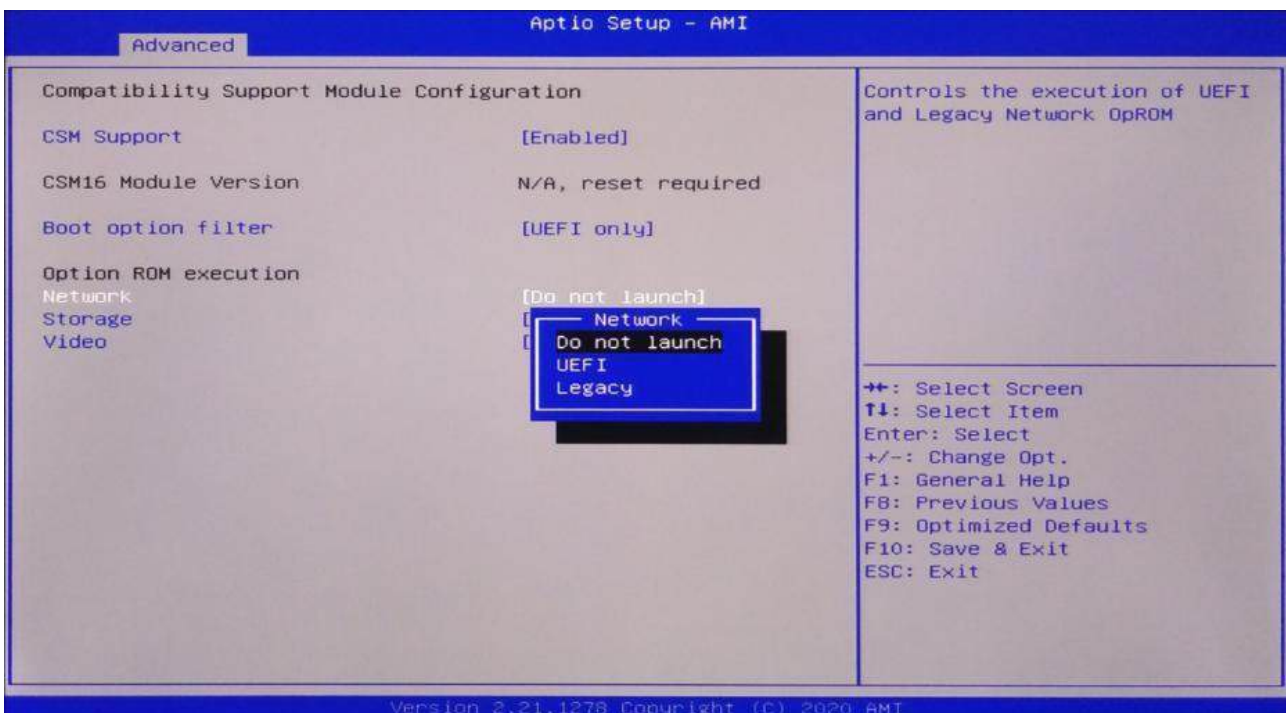 Aptio Setup - AMI
Advanced
Compatibility Support Module Configuration
CSM Support [Enabled]
CSM16 Module Version N/A, reset required
Boot option filter [UEFI only]
Option ROM execution
Network [Do not launch]
Storage [
Video [
Network
Do not launch
UEFI
Legacy
Controls the execution of UEFI
and Legacy Network OpROM
→←: Select Screen
↑↓: Select Item
Enter: Select
+/-: Change Opt.
F1: General Help
F8: Previous Values
F9: Optimized Defaults
F10: Save & Exit
ESC: Exit
Version 2.21.1278 Copyright (C) 2020 AMI